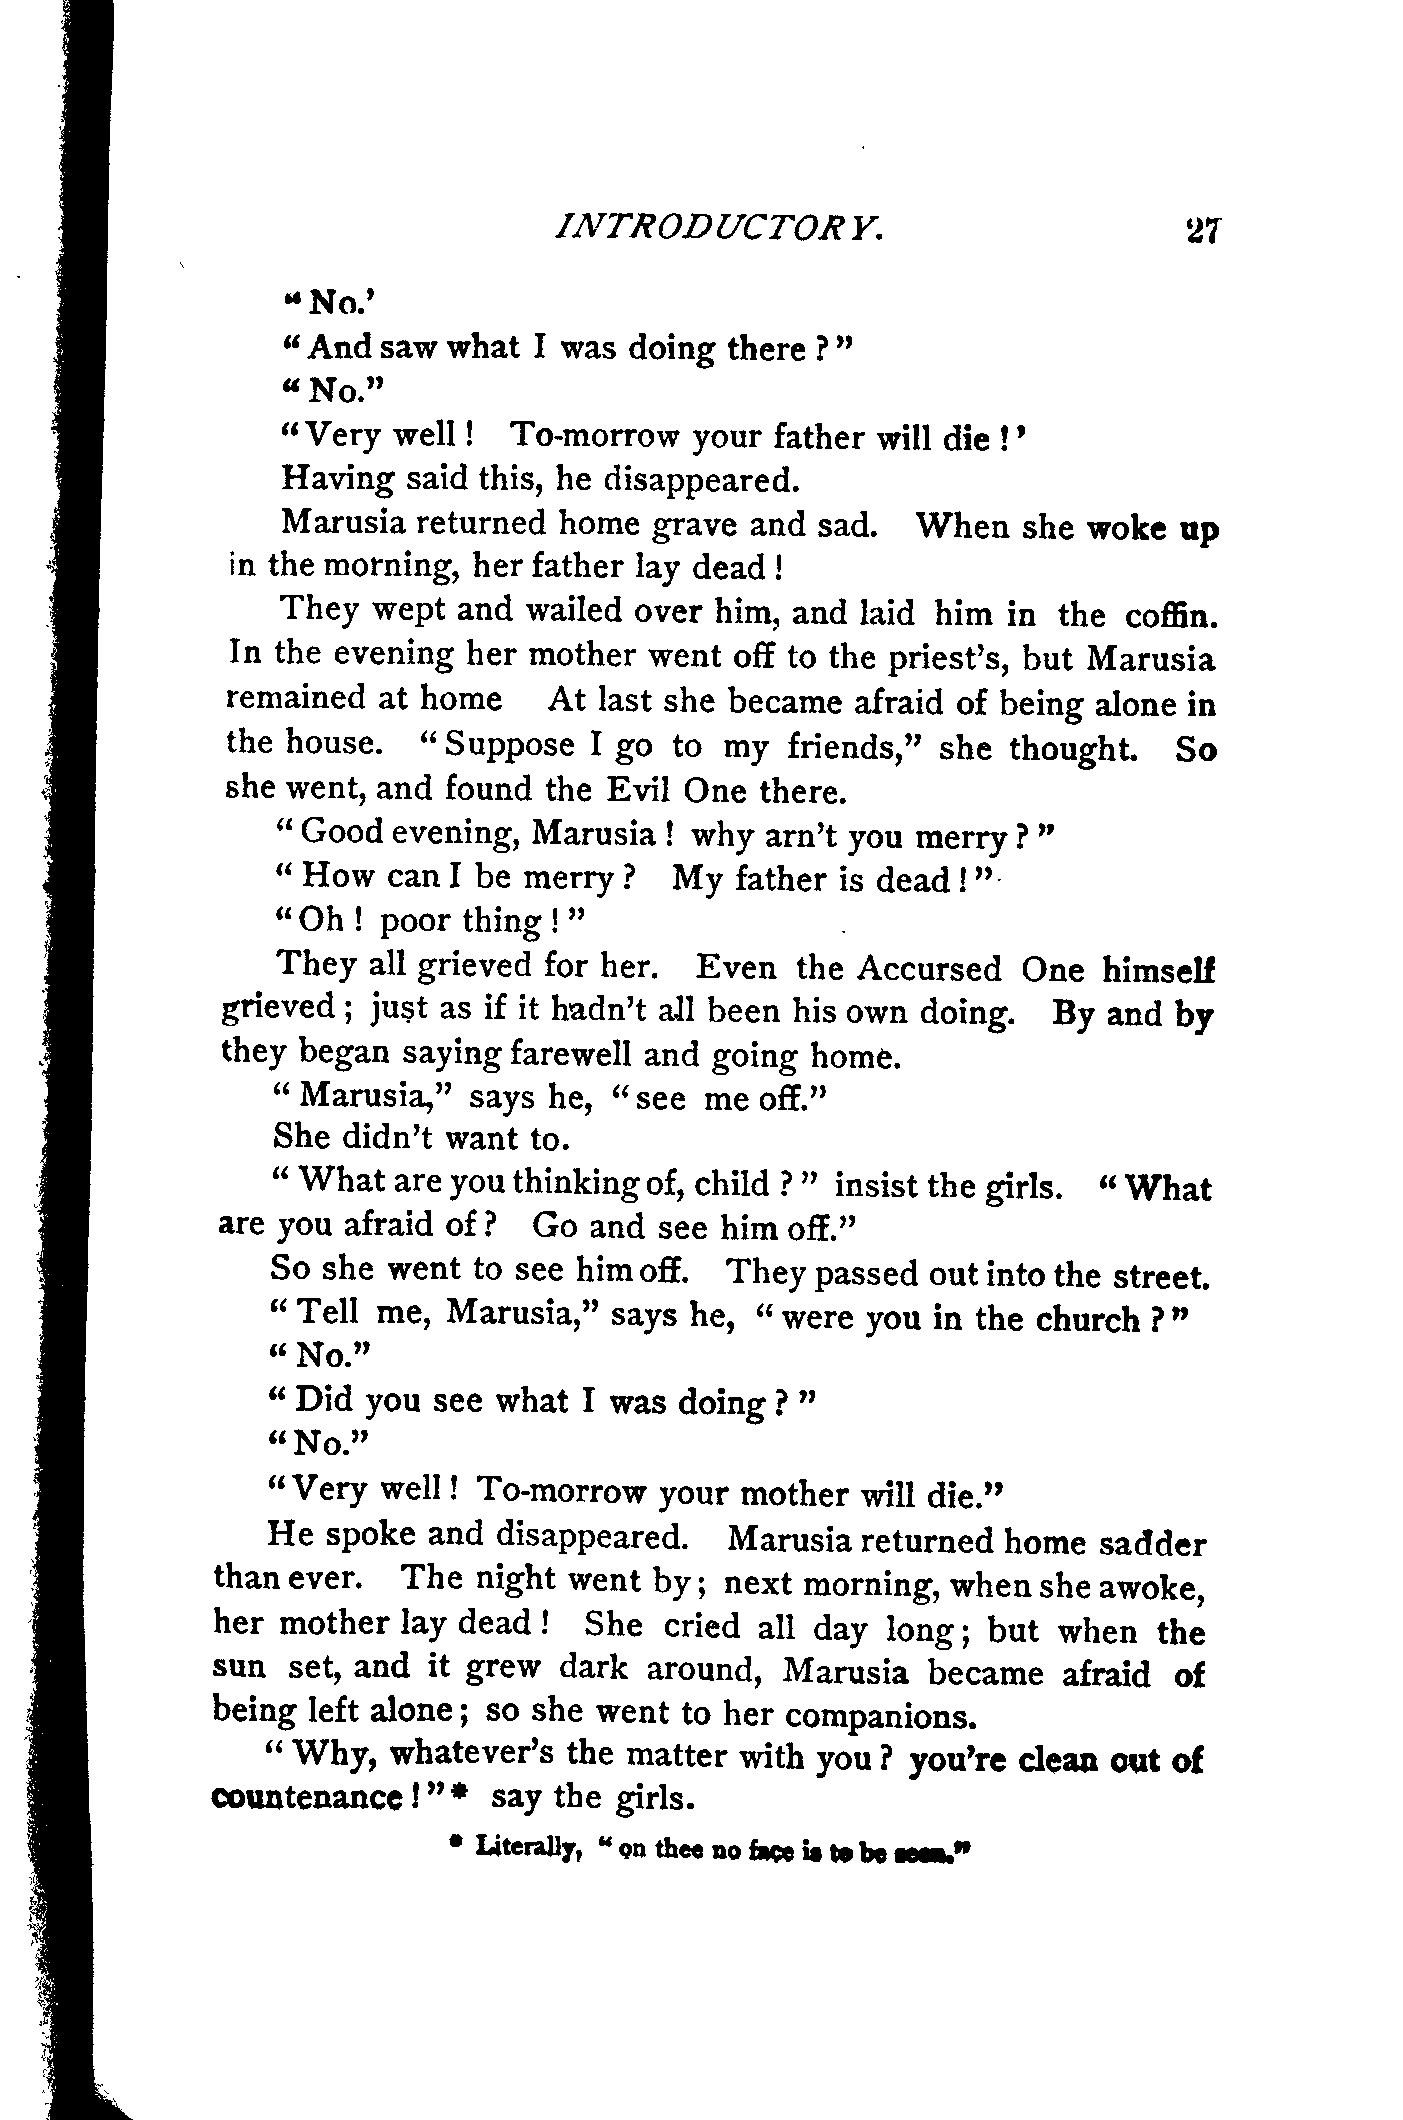 INTRODUCTORY. 27
“No.’
“And saw what I was doing there?”
“No.”
“Very well! To-morrow your father will die!’
Having said this, he disappeared.
Marusia returned home grave and sad. When she woke up
in the morning, her father lay dead!
They wept and wailed over him, and laid him in the coffin.
In the evening her mother went off to the priest’s, but Marusia
remained at home At last she became afraid of being alone in
the house. “Suppose I go to my friends,” she thought. So
she went, and found the Evil One there.
“Good evening, Marusia! why arn’t you merry?”
“How can I be merry? My father is dead!”
“Oh! poor thing!”
They all grieved for her. Even the Accursed One himself
grieved; just as if it hadn’t all been his own doing. By and by
they began saying farewell and going home.
“Marusia,” says he, “see me off.”
She didn’t want to.
“What are you thinking of, child?” insist the girls. “What
are you afraid of? Go and see him off.”
So she went to see him off. They passed out into the street.
“Tell me, Marusia,” says he, “were you in the church?”
“No.”
“Did you see what I was doing?”
“No.”
“Very well! To-morrow your mother will die.”
He spoke and disappeared. Marusia returned home sadder
than ever. The night went by; next morning, when she awoke,
her mother lay dead! She cried all day long; but when the
sun set, and it grew dark around, Marusia became afraid of
being left alone; so she went to her companions.
“Why, whatever’s the matter with you? you’re clean out of
countenance!”* say the girls.
* Literally, “on thee no face is to be seen.”